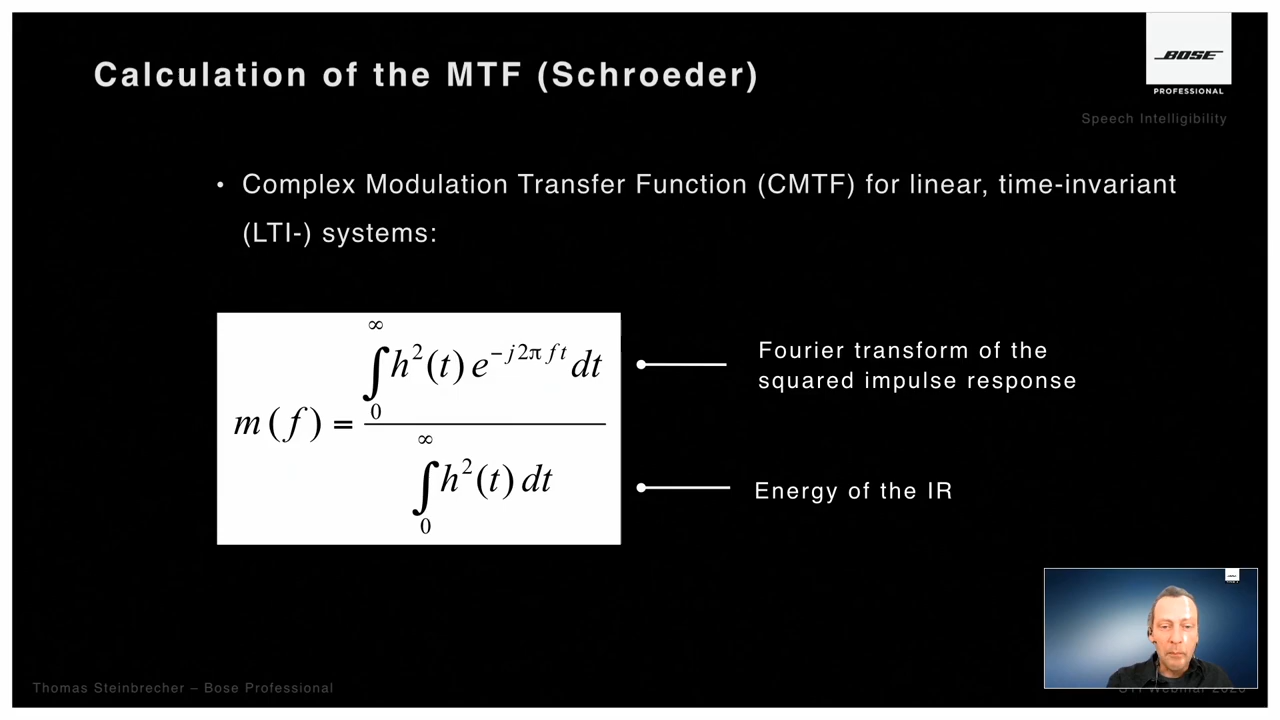 Calculation of the MTF (Schroeder)
BOSE
PROFESSIONAL
Speech Intelligibility
• Complex Modulation Transfer Function (CMTF) for linear, time-invariant
(LTI-) systems:
m(f) = ∫₀^∞ h²(t) e^(−j2πft) dt / ∫₀^∞ h²(t) dt
Fourier transform of the
squared impulse response
Energy of the IR
Thomas Steinbrecher – Bose Professional
Webinar